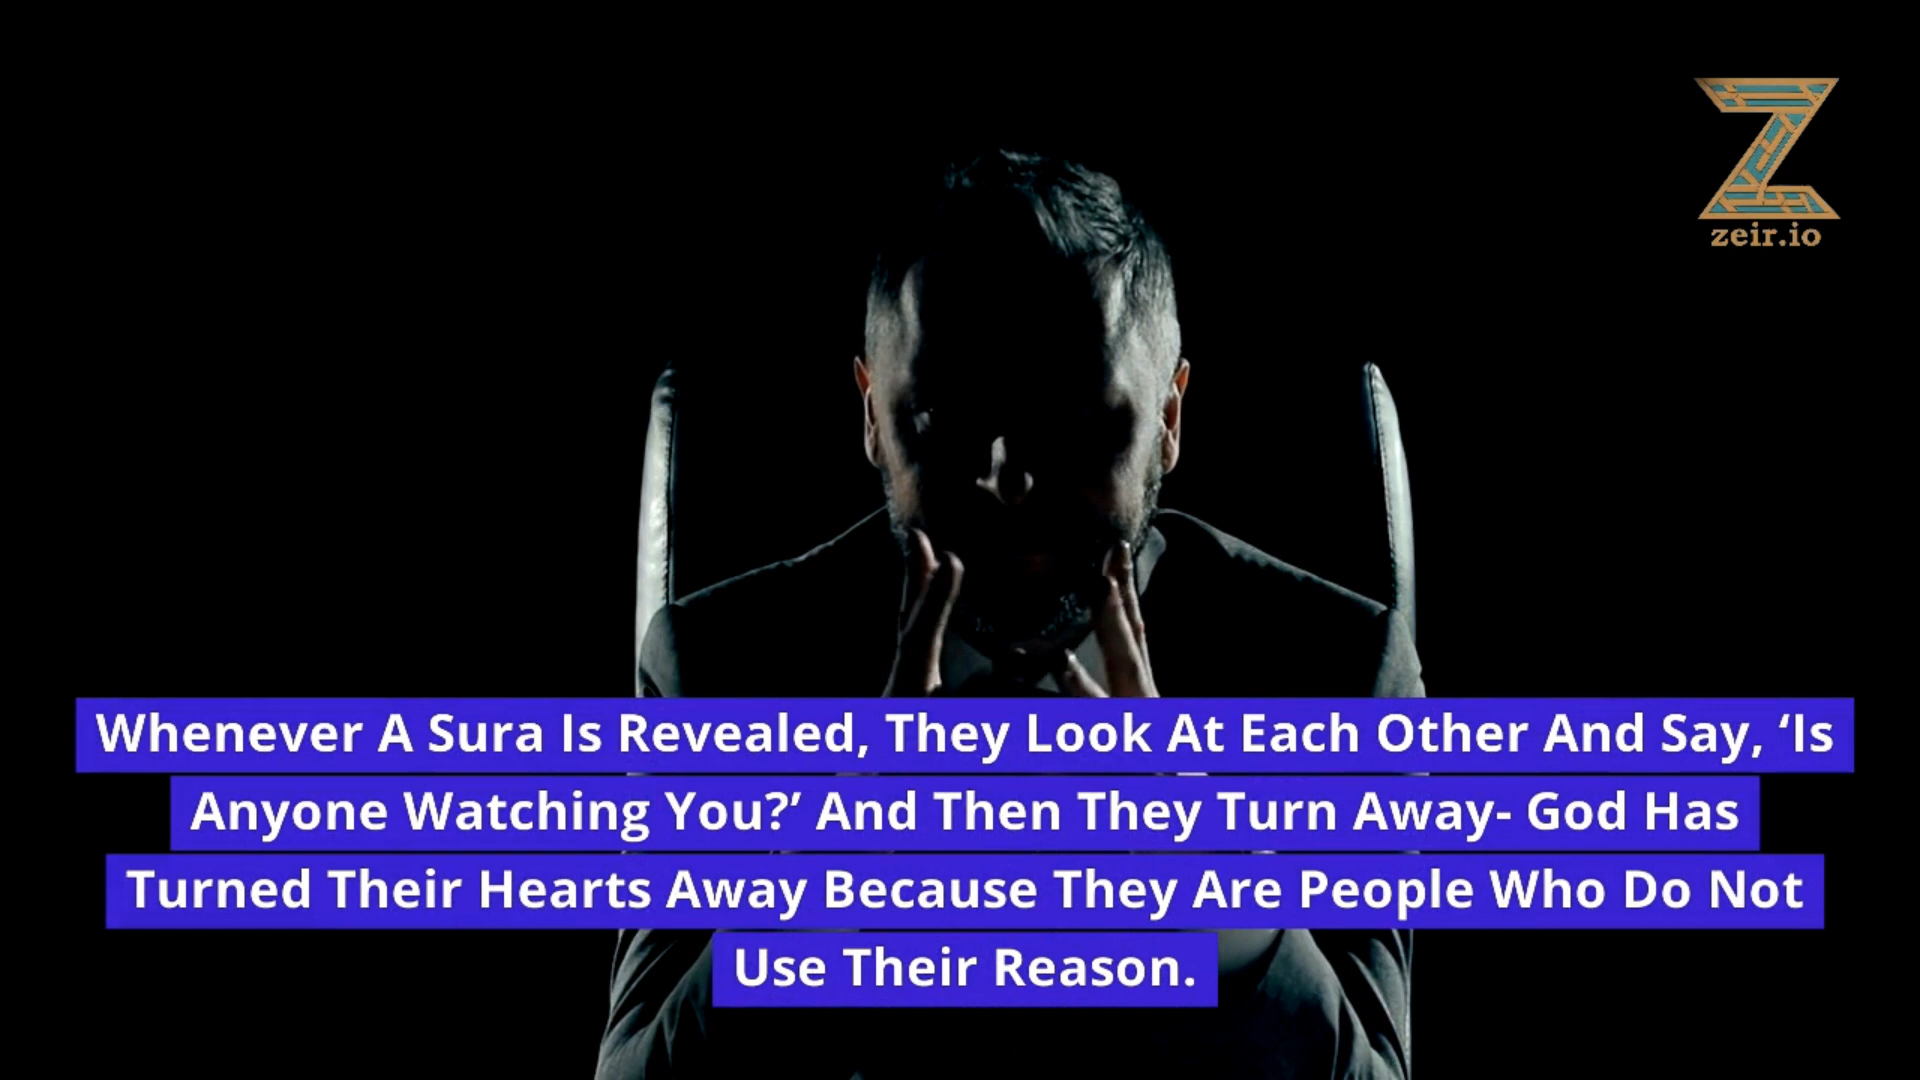 zeir.io
Whenever A Sura Is Revealed, They Look At Each Other And Say, ‘Is
Anyone Watching You?’ And Then They Turn Away- God Has
Turned Their Hearts Away Because They Are People Who Do Not
Use Their Reason.